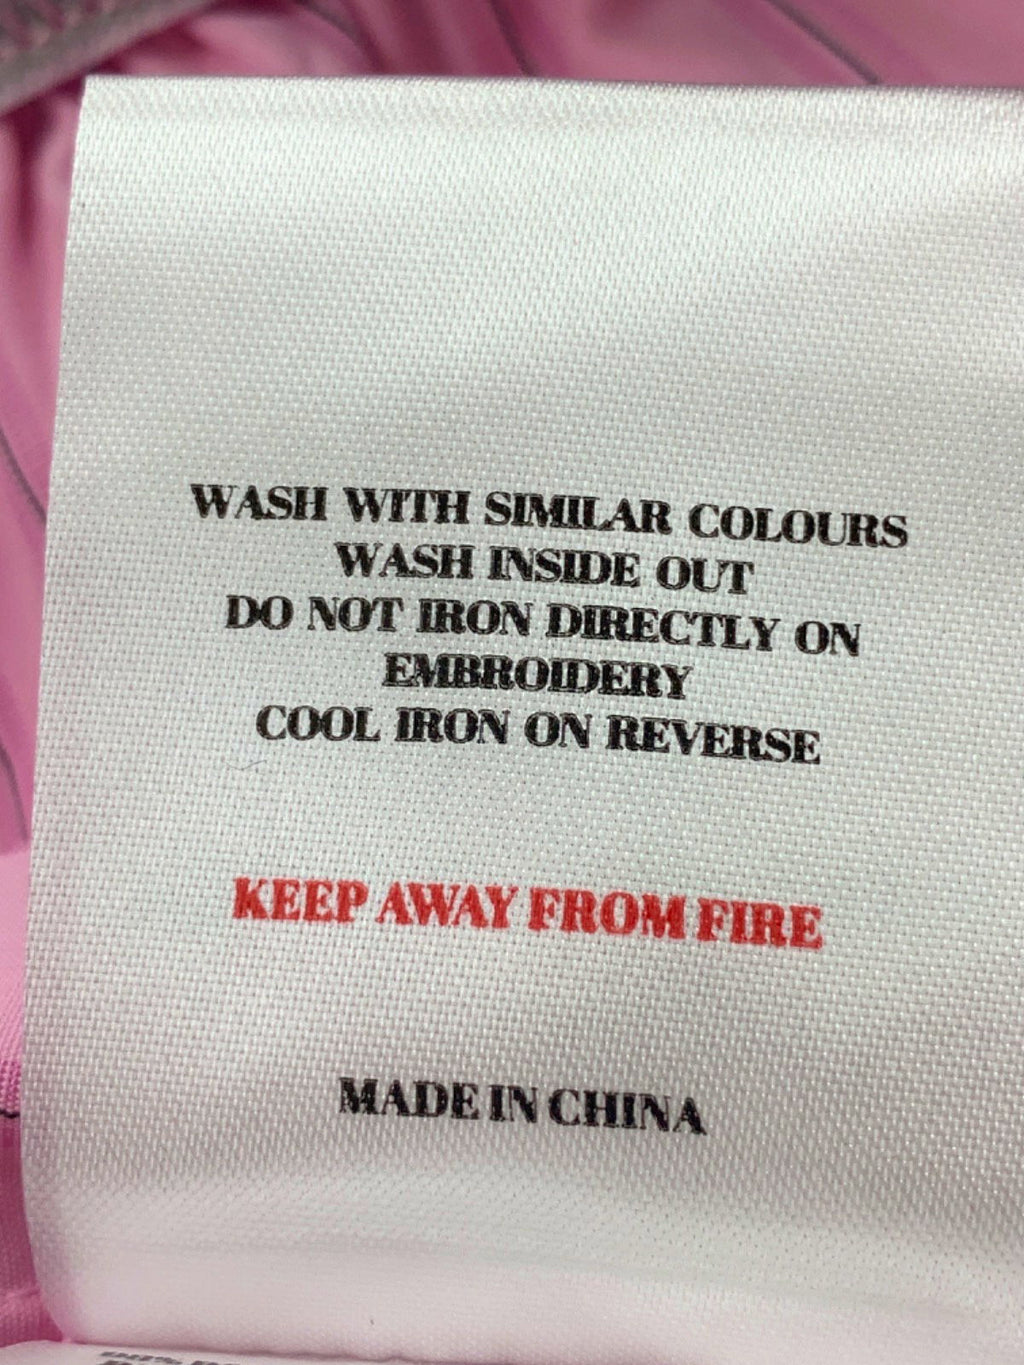 WASH WITH SIMILAR COLOURS
WASH INSIDE OUT
DO NOT IRON DIRECTLY ON
EMBROIDERY
COOL IRON ON REVERSE
KEEP AWAY FROM FIRE
MADE IN CHINA